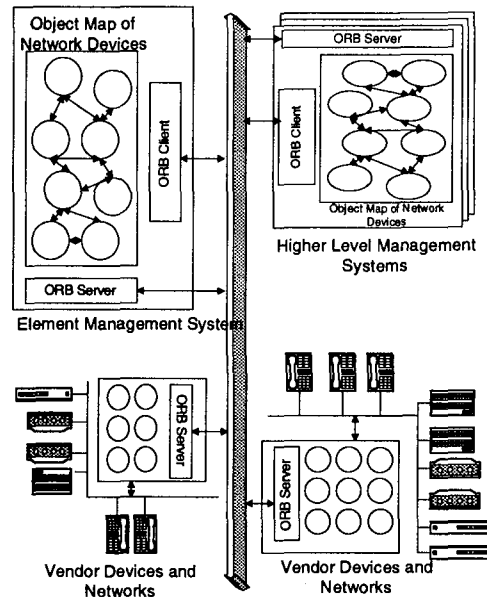 Object Map of
Network Devices
ORB Client
ORB Server
Element Management System
ORB Server
ORB Client
Object Map of Network
Devices
Higher Level Management
Systems
ORB Server
Vendor Devices and
Networks
ORB Server
Vendor Devices and
Networks